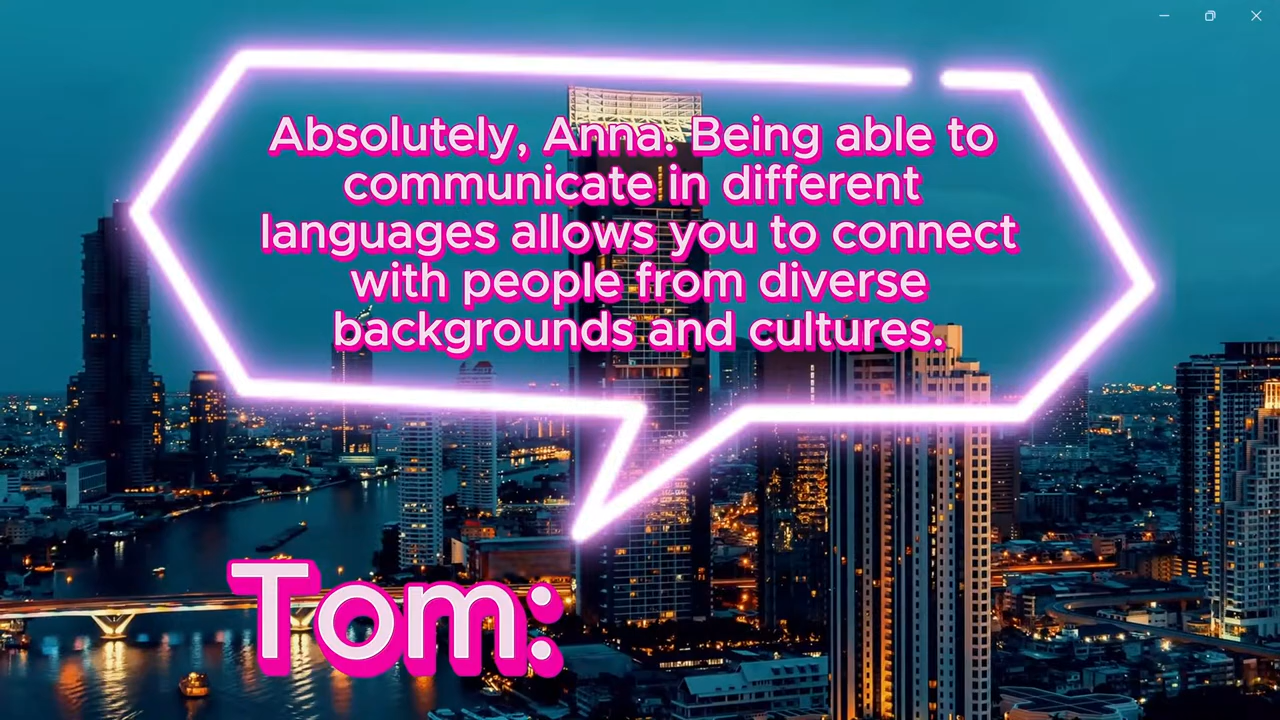 Absolutely, Anna. Being able to
communicate in different
languages allows you to connect
with people from diverse
backgrounds and cultures.
Tom: